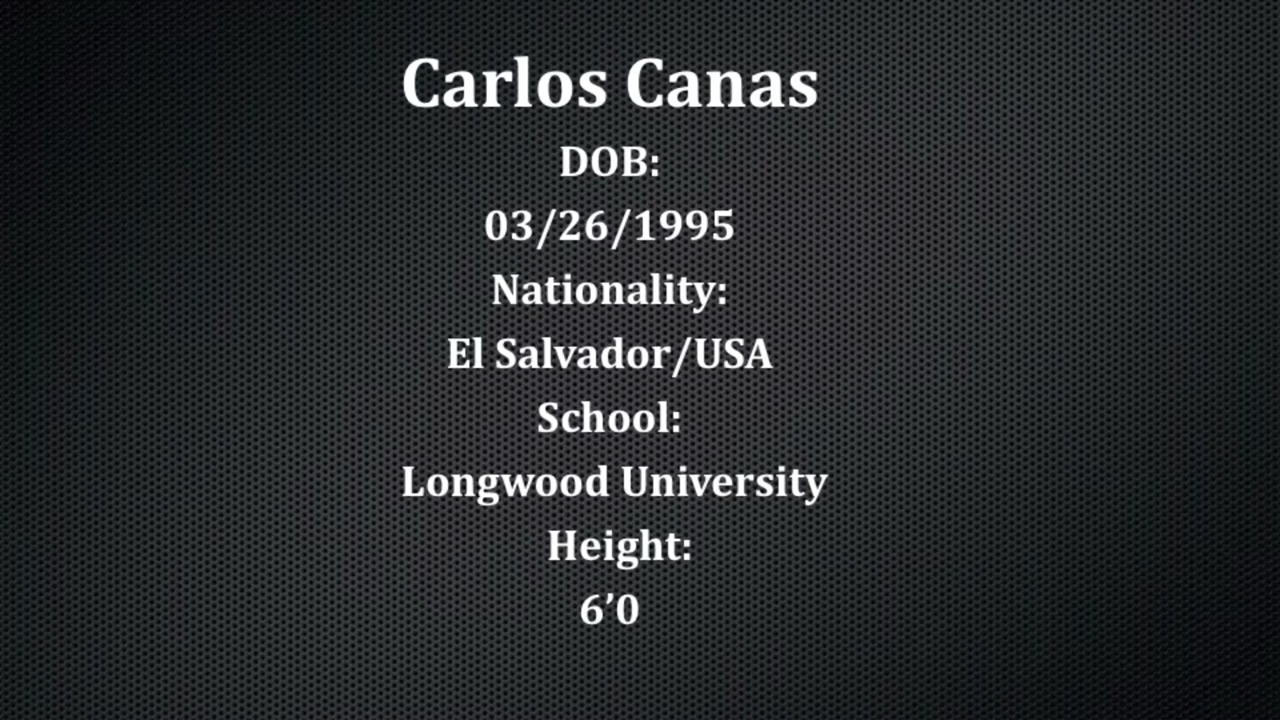 Carlos Canas
DOB:
03/26/1995
Nationality:
El Salvador/USA
School:
Longwood University
Height:
6’0